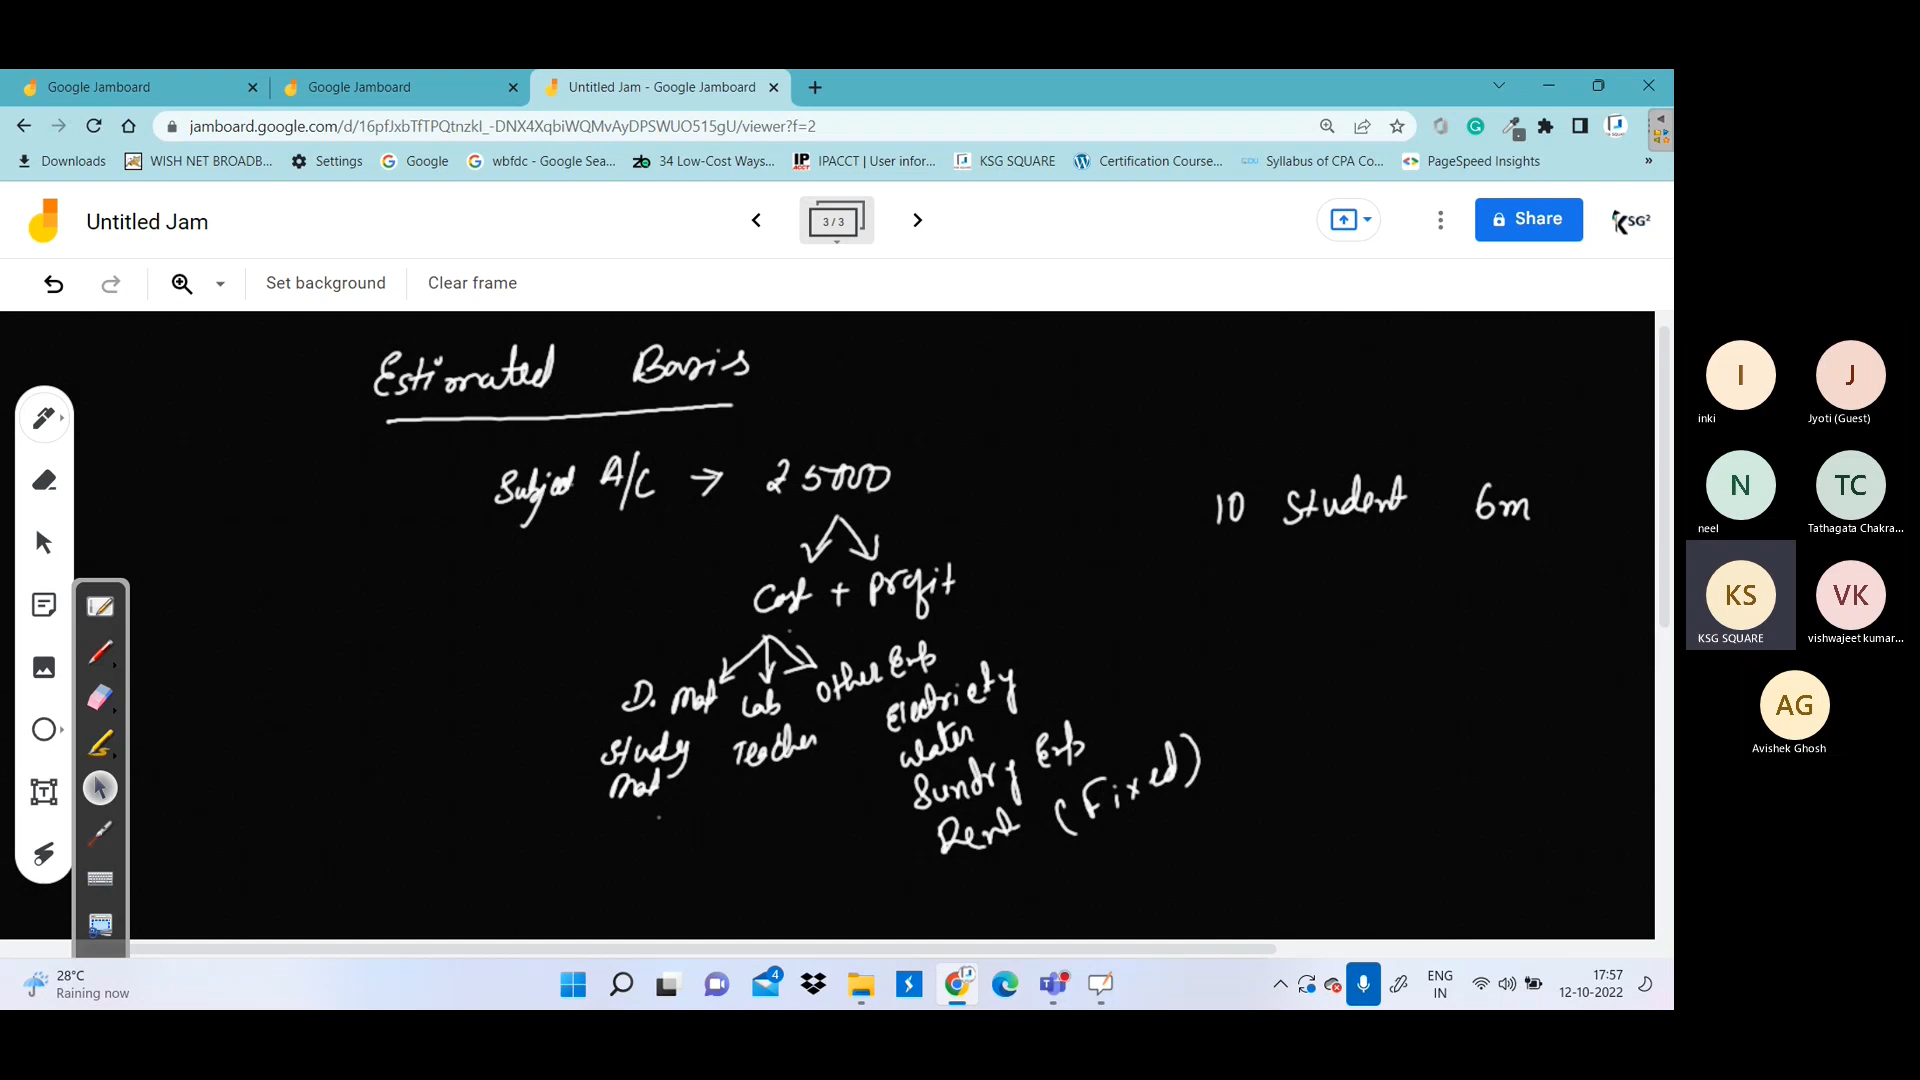 Google Jamboard
Google Jamboard
Untitled Jam - Google Jamboard
jamboard.google.com/d/16pfJxbTfTPQtnzkI_-DNX4XqbiWQMvAyDPSWUO515gU/viewer?f=2
Downloads
WISH NET BROADB...
Settings
Google
wbfdc - Google Sea...
34 Low-Cost Ways...
IPACCT | User infor...
KSG SQUARE
Certification Course...
Syllabus of CPA Co...
PageSpeed Insights
»
Untitled Jam
3 / 3
Share
KSG²
Set background
Clear frame
Estimated Basis
Subject A/C → 25000
10 Student 6m
Cost + Profit
D. Mat Lab Other Exp
Study Mat
Teacher
Electricity
Water
Sundry Exp
Rent (Fixed)
I
inki
J
Jyoti (Guest)
N
neel
TC
Tathagata Chakra...
KS
KSG SQUARE
VK
vishwajeet kumar...
AG
Avishek Ghosh
28°C
Raining now
4
ENG
IN
17:57
12-10-2022